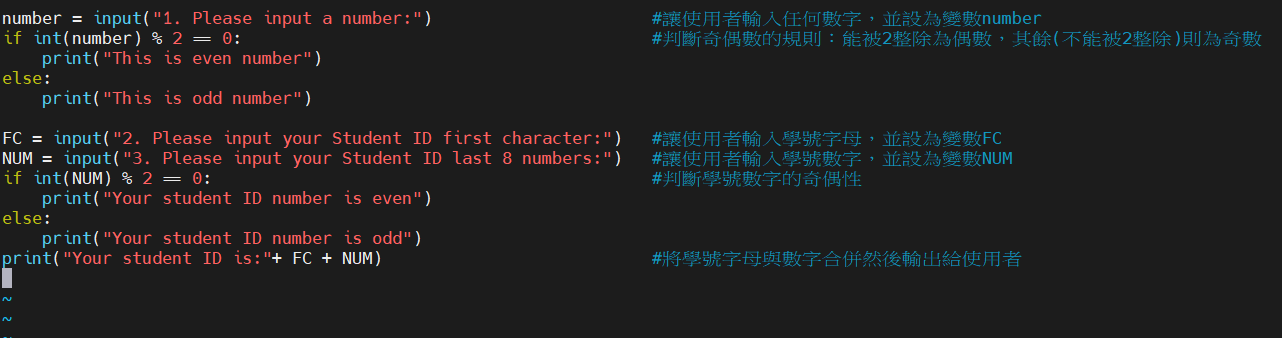 number = input("1. Please input a number:") #讓使用者輸入任何數字，並設為變數number
if int(number) % 2 == 0: #判斷奇偶數的規則：能被2整除為偶數，其餘(不能被2整除)則為奇數
    print("This is even number")
else:
    print("This is odd number")
FC = input("2. Please input your Student ID first character:") #讓使用者輸入學號字母，並設為變數FC
NUM = input("3. Please input your Student ID last 8 numbers:") #讓使用者輸入學號數字，並設為變數NUM
if int(NUM) % 2 == 0: #判斷學號數字的奇偶性
    print("Your student ID number is even")
else:
    print("Your student ID number is odd")
print("Your student ID is:"+ FC + NUM) #將學號字母與數字合併然後輸出給使用者
~
~
~